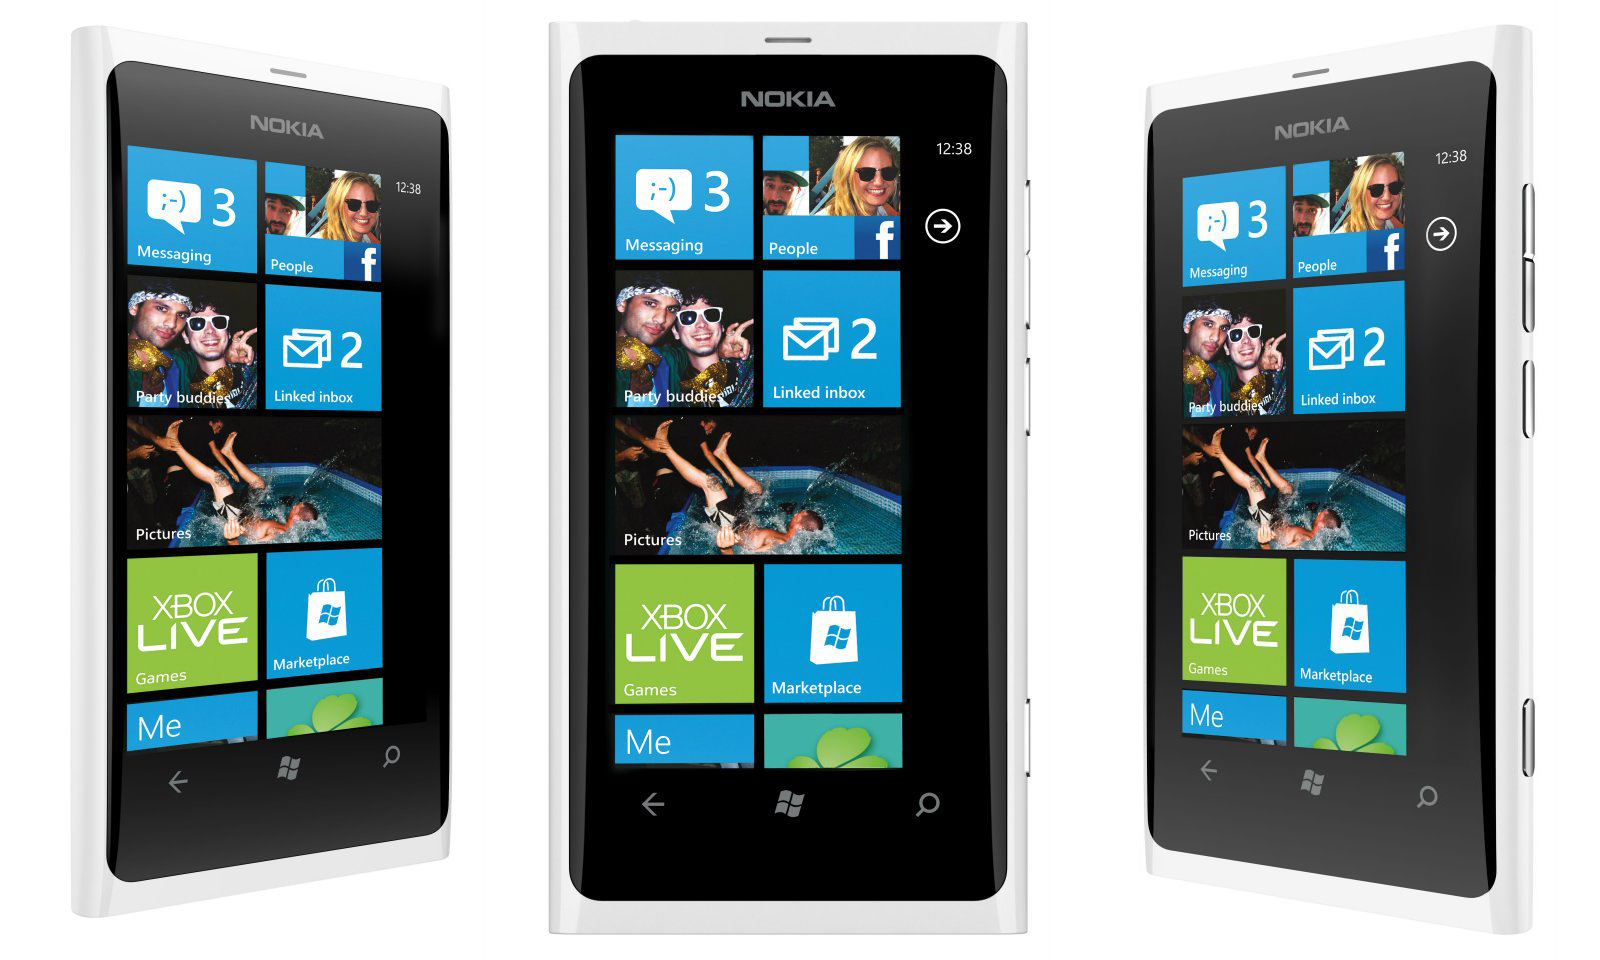 NOKIA
12:38
;-) 3
Messaging
People
f
Party buddies
2
Linked inbox
Pictures
XBOX
LIVE
Games
Marketplace
Me
NOKIA
12:38
;-) 3
Messaging
People
f
Party buddies
2
Linked inbox
Pictures
XBOX
LIVE
Games
Marketplace
Me
NOKIA
12:38
;-) 3
Messaging
People
f
Party buddies
2
Linked inbox
Pictures
XBOX
LIVE
Games
Marketplace
Me